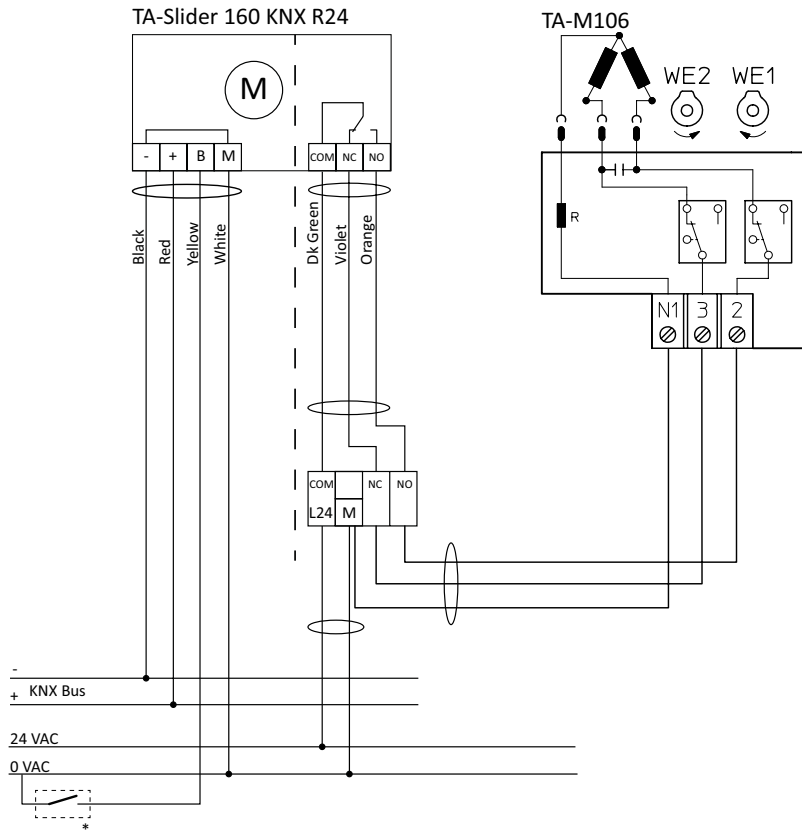 TA-Slider 160 KNX R24
TA-M106
M
WE2 WE1
- + B M
COM NC NO
R
Black
Red
Yellow
White
Dk Green
Violet
Orange
N1 3 2
COM NC NO
L24 M
-
+ KNX Bus
24 VAC
0 VAC
*